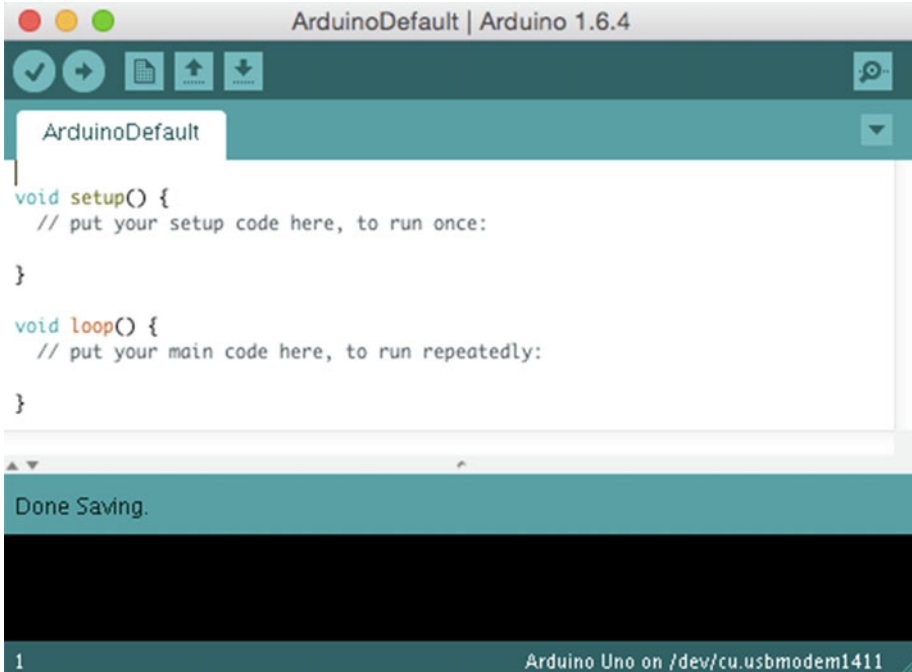 ArduinoDefault | Arduino 1.6.4
ArduinoDefault
void setup() {
  // put your setup code here, to run once:
}
void loop() {
  // put your main code here, to run repeatedly:
}
Done Saving.
1
Arduino Uno on /dev/cu.usbmodem1411